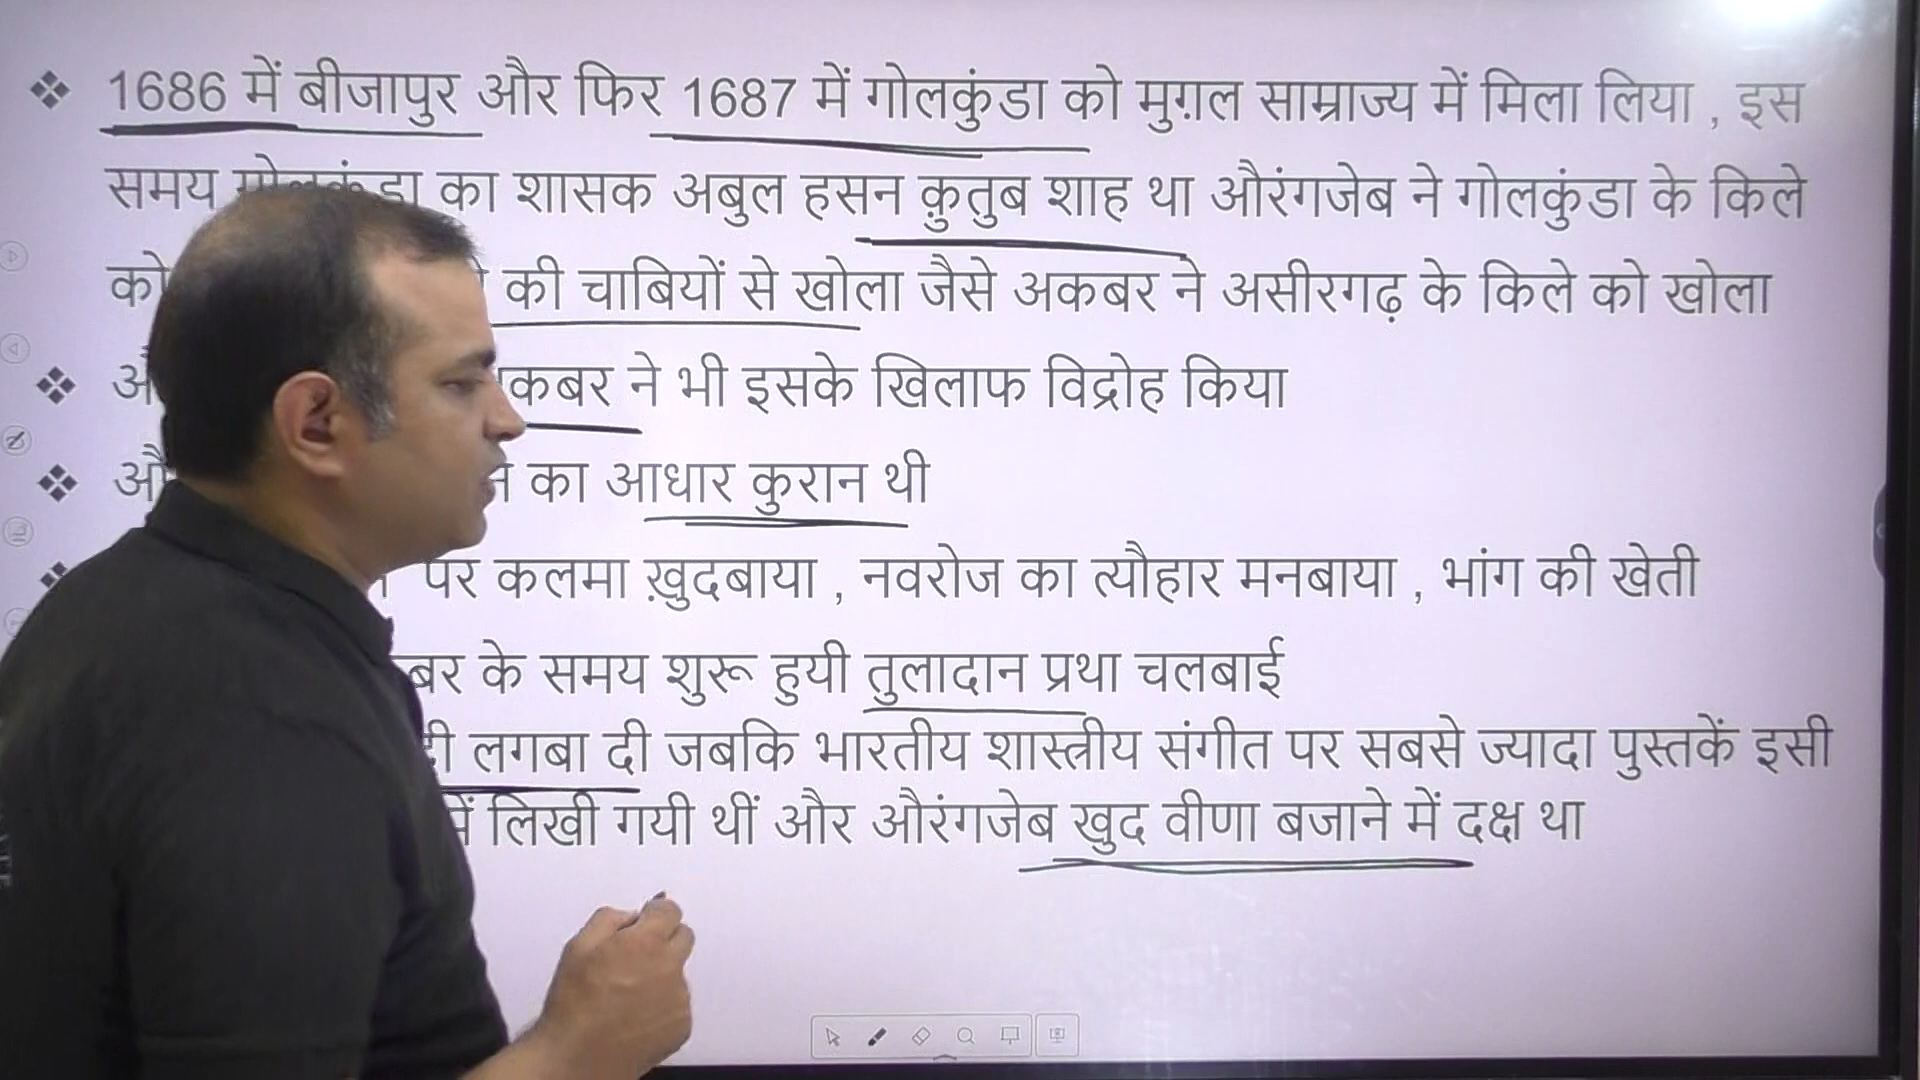 1686 में बीजापुर और फिर 1687 में गोलकुंडा को मुग़ल साम्राज्य में मिला लिया , इस
समय गोलकुंडा का शासक अबुल हसन क़ुतुब शाह था औरंगजेब ने गोलकुंडा के किले
को की चाबियों से खोला जैसे अकबर ने असीरगढ़ के किले को खोला
ने भी इसके खिलाफ विद्रोह किया
का आधार कुरान थी
पर कलमा ख़ुदबाया , नवरोज का त्यौहार मनबाया , भांग की खेती
के समय शुरू हुयी तुलादान प्रथा चलबाई
लगबा दी जबकि भारतीय शास्त्रीय संगीत पर सबसे ज्यादा पुस्तकें इसी
में लिखी गयी थीं और औरंगजेब खुद वीणा बजाने में दक्ष था